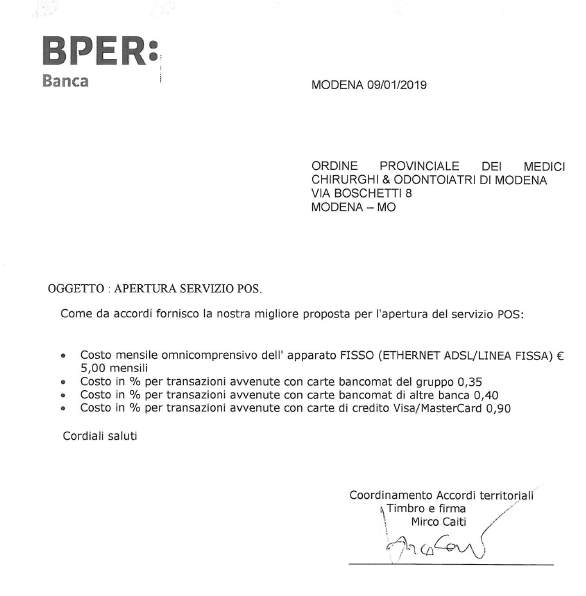 BPER:
Banca
MODENA 09/01/2019
ORDINE PROVINCIALE DEI MEDICI
CHIRURGHI & ODONTOIATRI DI MODENA
VIA BOSCHETTI 8
MODENA – MO
OGGETTO : APERTURA SERVIZIO POS.
Come da accordi fornisco la nostra migliore proposta per l'apertura del servizio POS:
• Costo mensile omnicomprensivo dell' apparato FISSO (ETHERNET ADSL/LINEA FISSA) €
5,00 mensili
• Costo in % per transazioni avvenute con carte bancomat del gruppo 0,35
• Costo in % per transazioni avvenute con carte bancomat di altre banca 0,40
• Costo in % per transazioni avvenute con carte di credito Visa/MasterCard 0,90
Cordiali saluti
Coordinamento Accordi territoriali
Timbro e firma
Mirco Caiti